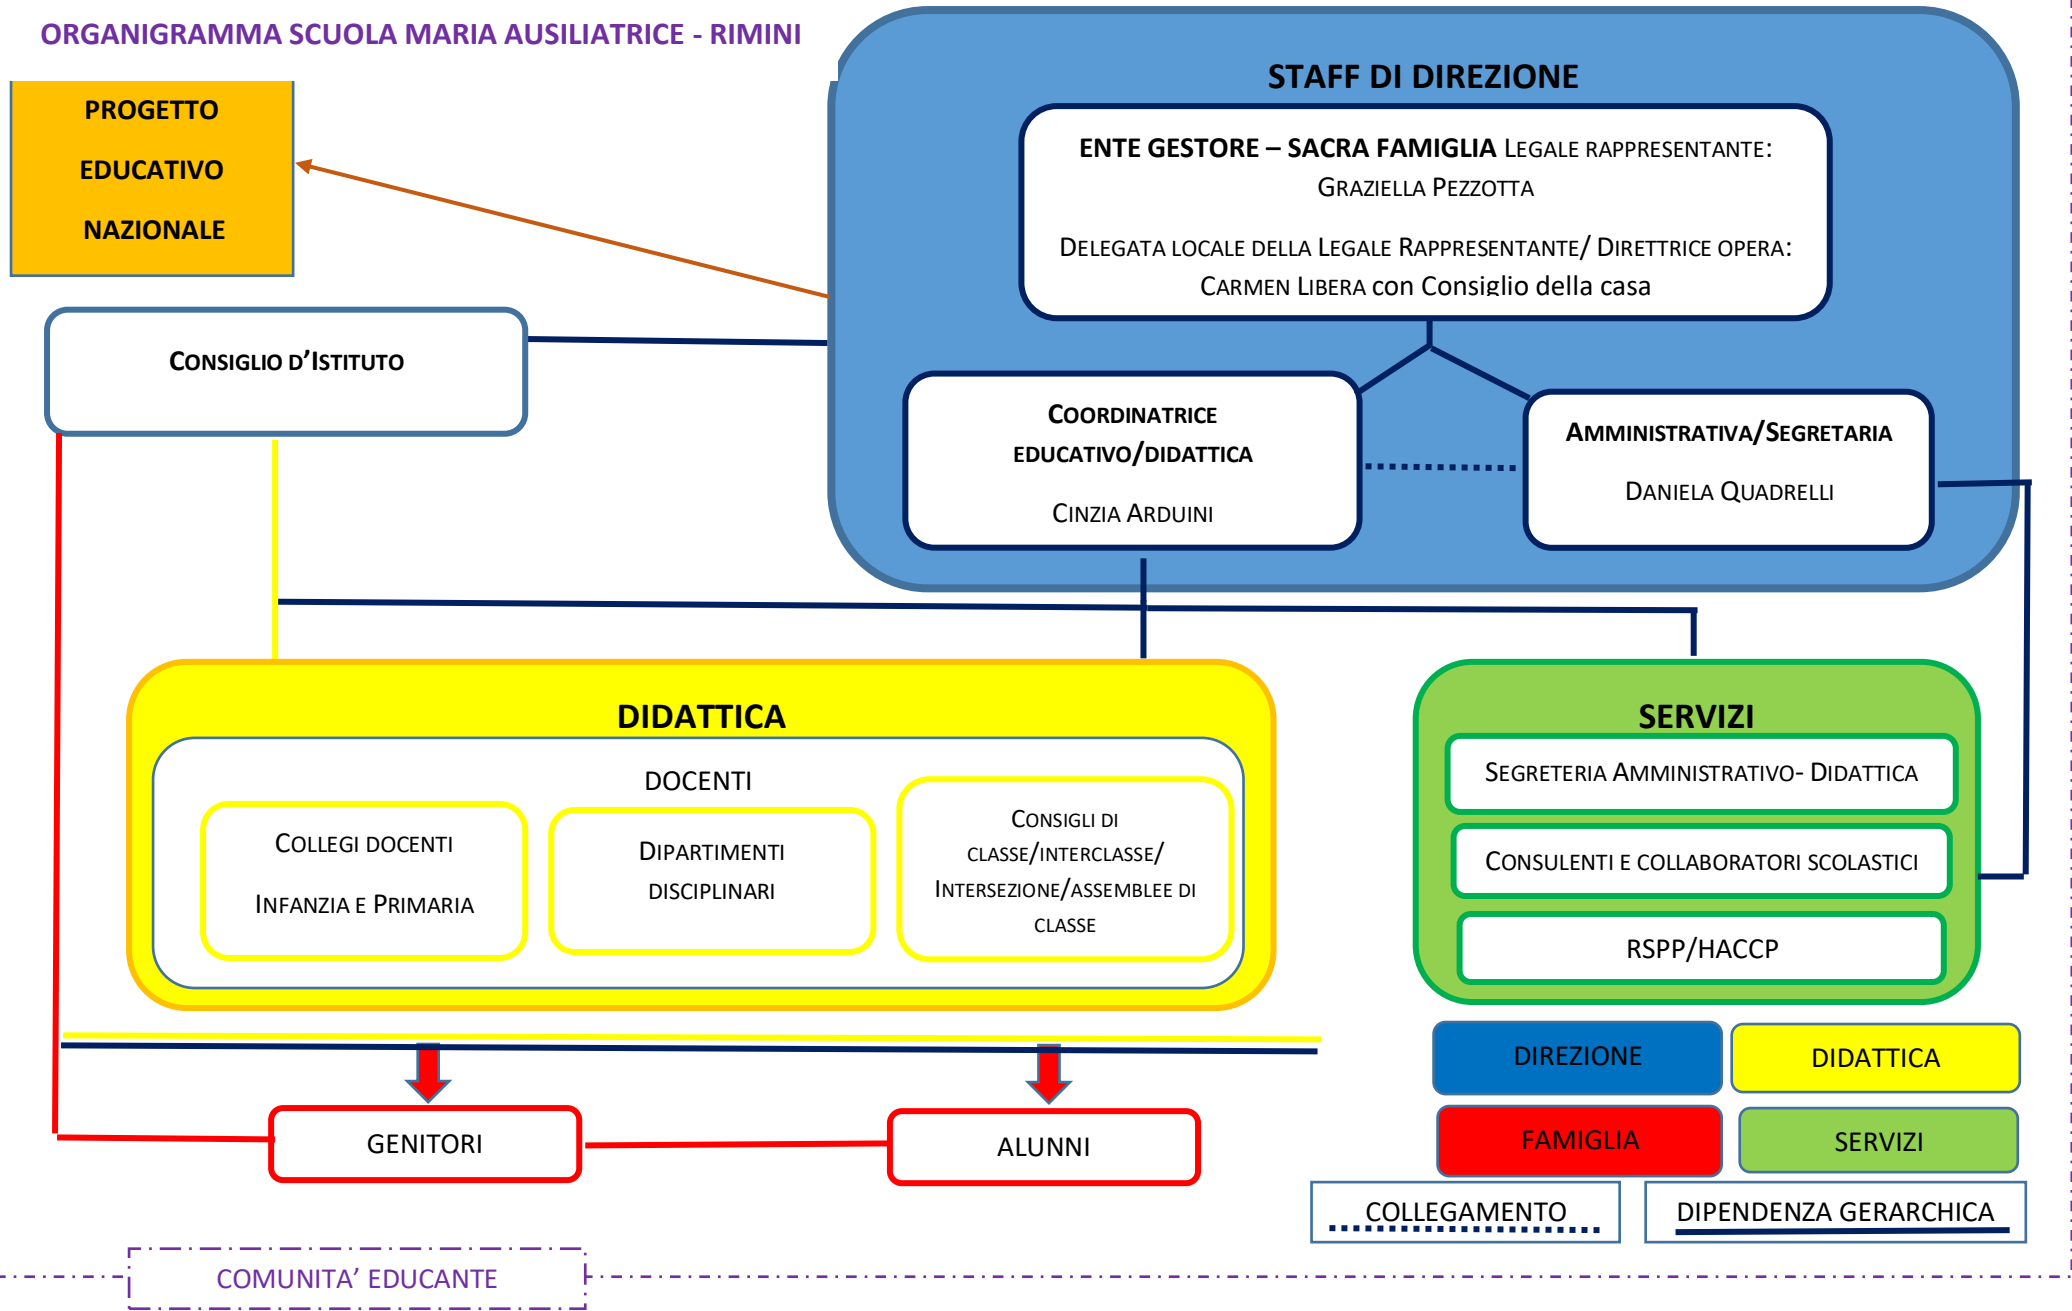 ORGANIGRAMMA SCUOLA MARIA AUSILIATRICE - RIMINI
PROGETTO
EDUCATIVO
NAZIONALE
STAFF DI DIREZIONE
ENTE GESTORE – SACRA FAMIGLIA LEGALE RAPPRESENTANTE:
GRAZIELLA PEZZOTTA
DELEGATA LOCALE DELLA LEGALE RAPPRESENTANTE/ DIRETTRICE OPERA:
CARMEN LIBERA con Consiglio della casa
CONSIGLIO D’ISTITUTO
COORDINATRICE
EDUCATIVO/DIDATTICA
CINZIA ARDUINI
AMMINISTRATIVA/SEGRETARIA
DANIELA QUADRELLI
DIDATTICA
DOCENTI
COLLEGI DOCENTI
INFANZIA E PRIMARIA
DIPARTIMENTI
DISCIPLINARI
CONSIGLI DI
CLASSE/INTERCLASSE/
INTERSEZIONE/ASSEMBLEE DI
CLASSE
SERVIZI
SEGRETERIA AMMINISTRATIVO- DIDATTICA
CONSULENTI E COLLABORATORI SCOLASTICI
RSPP/HACCP
GENITORI
ALUNNI
DIREZIONE
DIDATTICA
FAMIGLIA
SERVIZI
COLLEGAMENTO
DIPENDENZA GERARCHICA
COMUNITA’ EDUCANTE